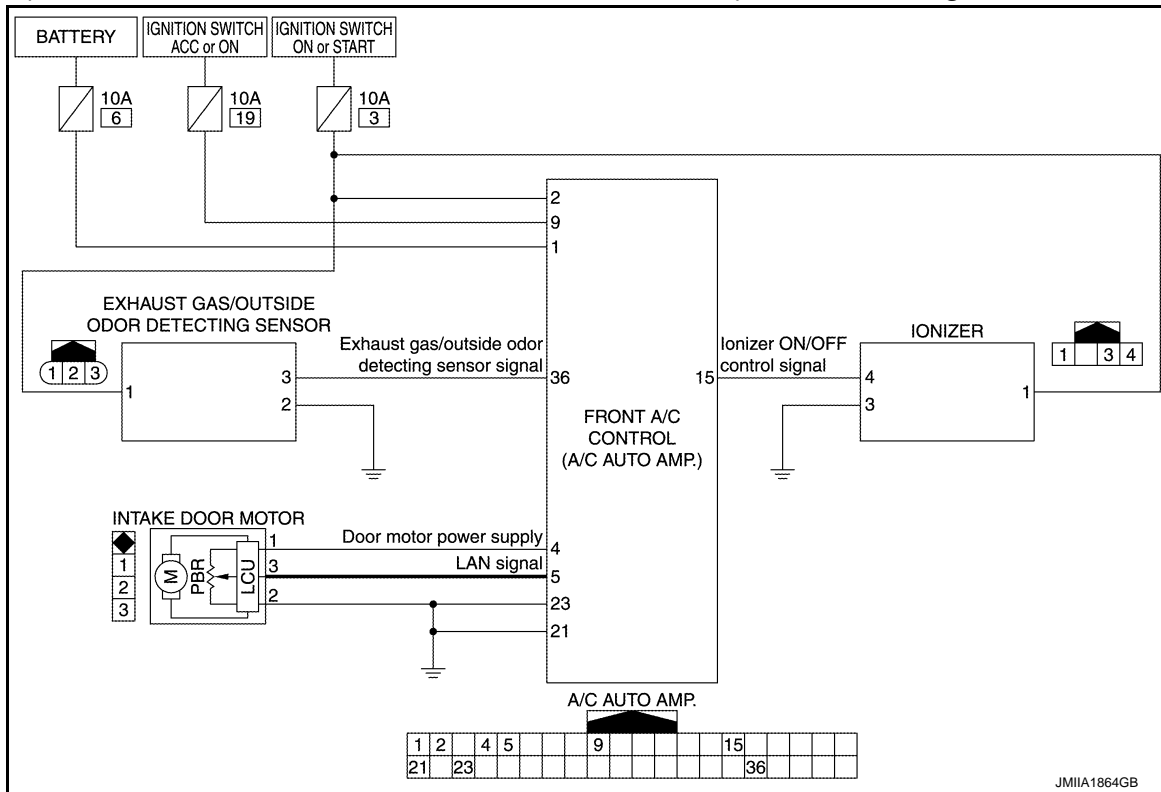 BATTERY
IGNITION SWITCH
ACC or ON
IGNITION SWITCH
ON or START
10A
6
10A
19
10A
3
2
9
1
EXHAUST GAS/OUTSIDE
ODOR DETECTING SENSOR
1 2 3
1
3
2
Exhaust gas/outside odor
detecting sensor signal
36
FRONT A/C
CONTROL
(A/C AUTO AMP.)
15
Ionizer ON/OFF
control signal
IONIZER
4
3
1
1 3 4
INTAKE DOOR MOTOR
1
2
3
M
PBR
LCU
1
3
2
Door motor power supply
LAN signal
4
5
23
21
A/C AUTO AMP.
1 2 4 5 9 15
21 23 36
JMIIA1864GB